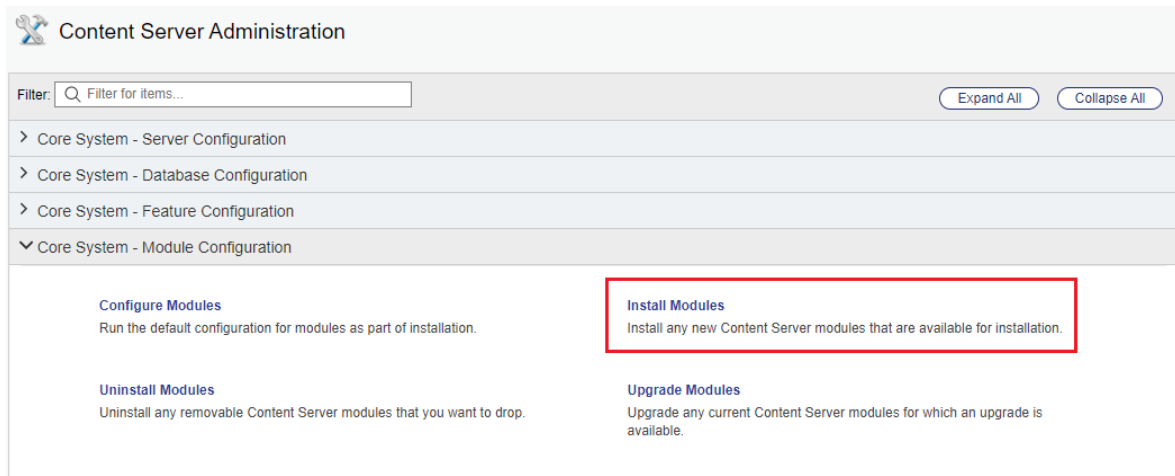 Content Server Administration
Filter: Filter for items...
Expand All
Collapse All
Core System - Server Configuration
Core System - Database Configuration
Core System - Feature Configuration
Core System - Module Configuration
Configure Modules
Run the default configuration for modules as part of installation.
Install Modules
Install any new Content Server modules that are available for installation.
Uninstall Modules
Uninstall any removable Content Server modules that you want to drop.
Upgrade Modules
Upgrade any current Content Server modules for which an upgrade is
available.